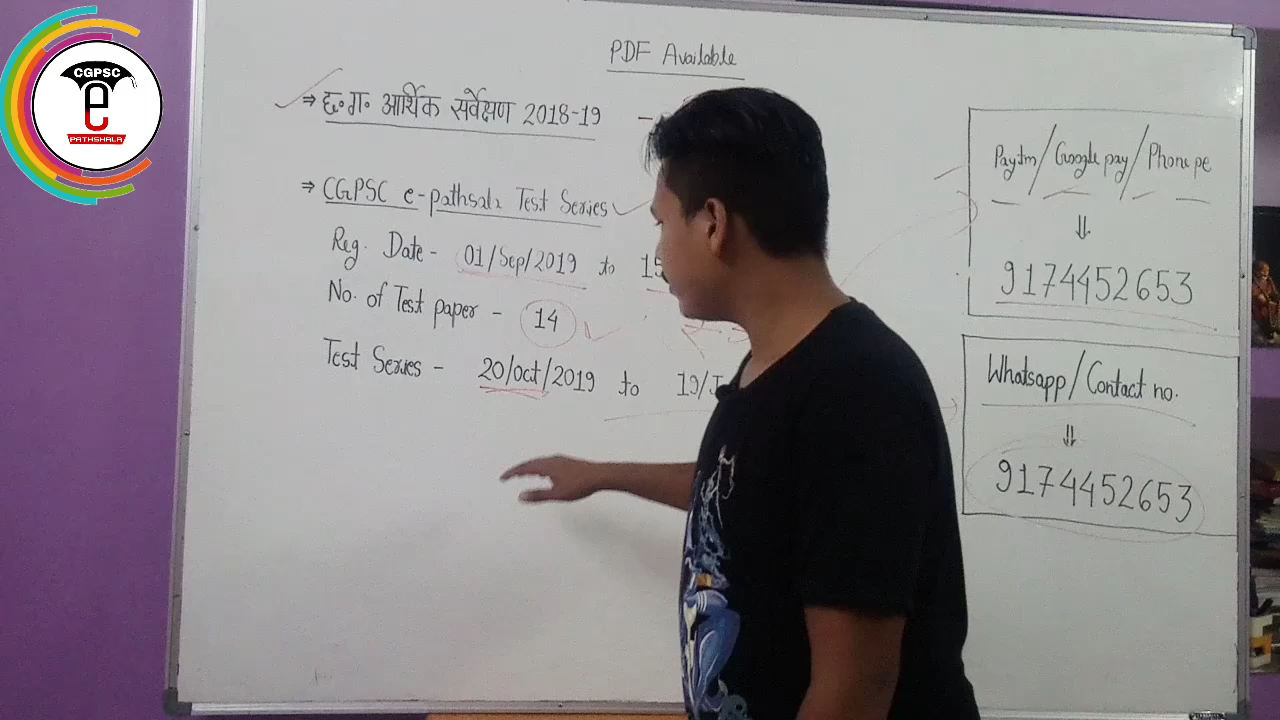 CGPSC
e
PATHSHALA
PDF Available
⇒ छ.ग. आर्थिक सर्वेक्षण 2018-19 -
⇒ CGPSC e-pathsala Test Series
Reg. Date - 01/Sep/2019 to 15
No. of Test paper - 14
Test Series - 20/oct/2019 to 19/J
Paytm/Google pay/Phone pe
⇓
9174452653
Whatsapp/Contact no.
⇓
9174452653